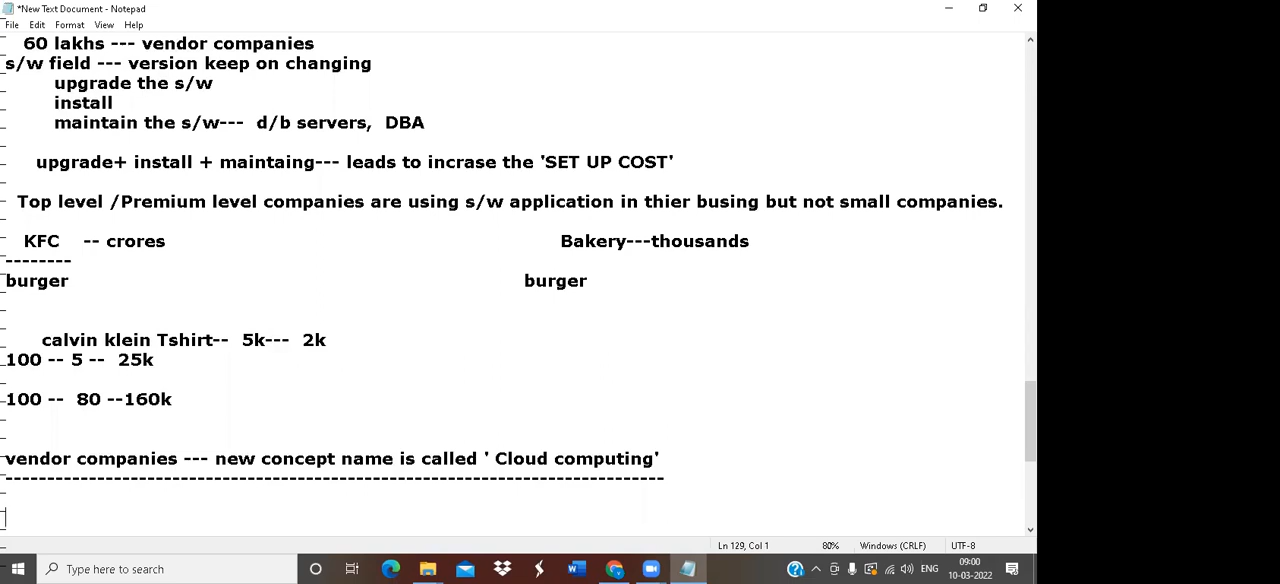 *New Text Document - Notepad
File Edit Format View Help
60 lakhs --- vendor companies
s/w field --- version keep on changing
upgrade the s/w
install
maintain the s/w--- d/b servers, DBA
upgrade+ install + maintaing--- leads to incrase the 'SET UP COST'
Top level /Premium level companies are using s/w application in thier busing but not small companies.
KFC -- crores Bakery---thousands
--------
burger burger
calvin klein Tshirt-- 5k--- 2k
100 -- 5 -- 25k
100 -- 80 --160k
vendor companies --- new concept name is called ' Cloud computing'
--------------------------------------------------------------------------------
Ln 129, Col 1 80% Windows (CRLF) UTF-8
Type here to search
ENG
09:00
10-03-2022